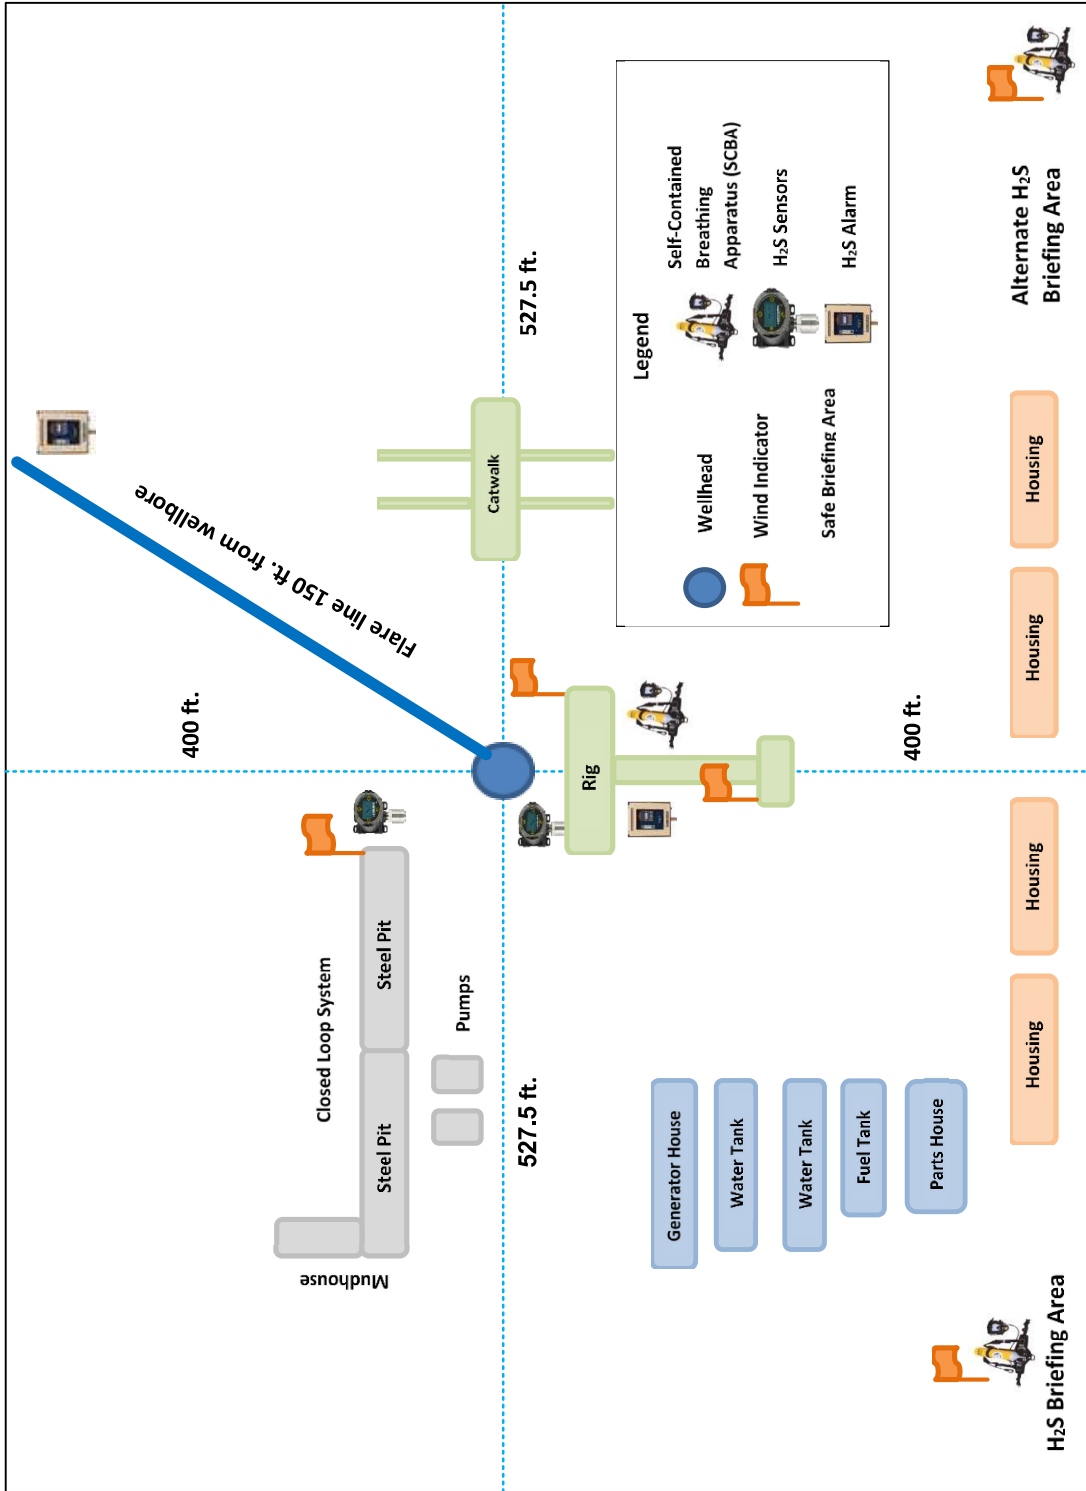 Alternate H₂S
Briefing Area
Flare line 150 ft. from wellbore
527.5 ft.
Catwalk
Legend
Self-Contained
Breathing
Apparatus (SCBA)
H₂S Sensors
H₂S Alarm
Wellhead
Wind Indicator
Safe Briefing Area
Housing
Housing
400 ft.
400 ft.
Rig
Housing
Housing
Closed Loop System
Steel Pit
Steel Pit
Pumps
Mudhouse
527.5 ft.
Generator House
Water Tank
Water Tank
Fuel Tank
Parts House
H₂S Briefing Area